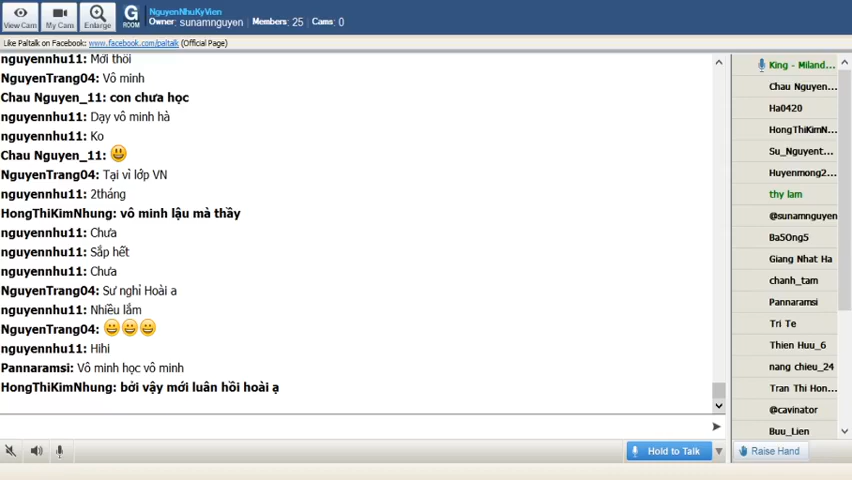 View Cam
My Cam
Enlarge
G
ROOM
NguyenNhuKyVien
Owner: sunamnguyen Members: 25 Cams: 0
Like Paltalk on Facebook: www.facebook.com/paltalk (Official Page)
nguyennhu11: Mới thôi
NguyenTrang04: Vô minh
Chau Nguyen_11: con chưa học
nguyennhu11: Dạy vô minh hà
nguyennhu11: Ko
Chau Nguyen_11:
NguyenTrang04: Tại vì lớp VN
nguyennhu11: 2tháng
HongThiKimNhung: vô minh lậu mà thầy
nguyennhu11: Chưa
nguyennhu11: Sắp hết
nguyennhu11: Chưa
NguyenTrang04: Sư nghỉ Hoài a
nguyennhu11: Nhiều lắm
NguyenTrang04:
nguyennhu11: Hihi
Pannaramsi: Vô minh học vô minh
HongThiKimNhung: bởi vậy mới luân hồi hoài ạ
Hold to Talk
King - Miland...
Chau Nguyen...
Ha0420
HongThiKimN...
Su_Nguyent...
Huyenmong2...
thy lam
@sunamnguyen
Ba5Ong5
Giang Nhat Ha
chanh_tam
Pannaramsi
Tri Te
Thien Huu_6
nang chieu_24
Tran Thi Hon...
@cavinator
Buu_Lien
Raise Hand